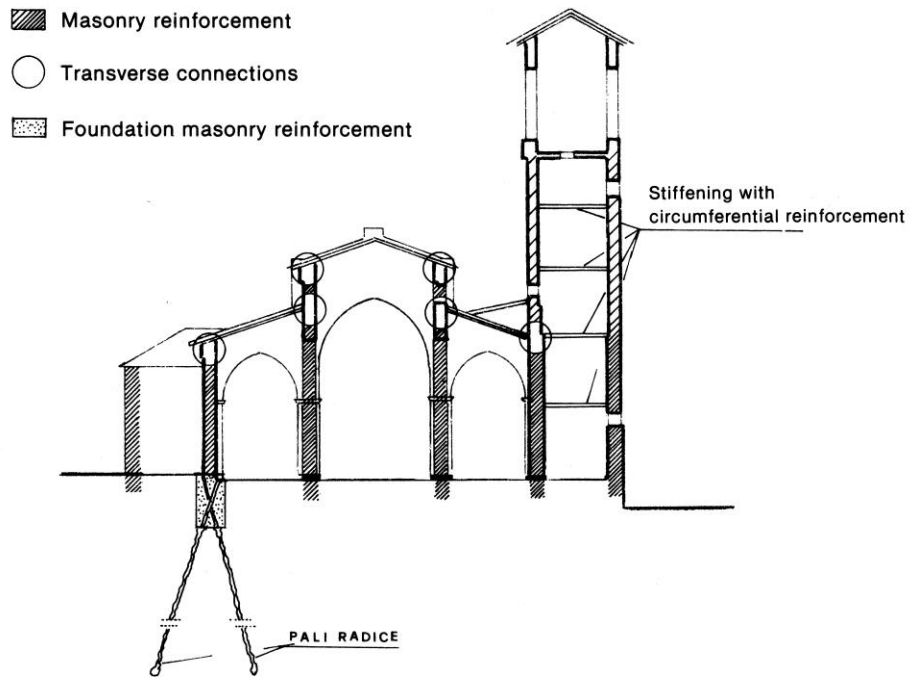 Masonry reinforcement
Transverse connections
Foundation masonry reinforcement
Stiffening with
circumferential reinforcement
PALI RADICE